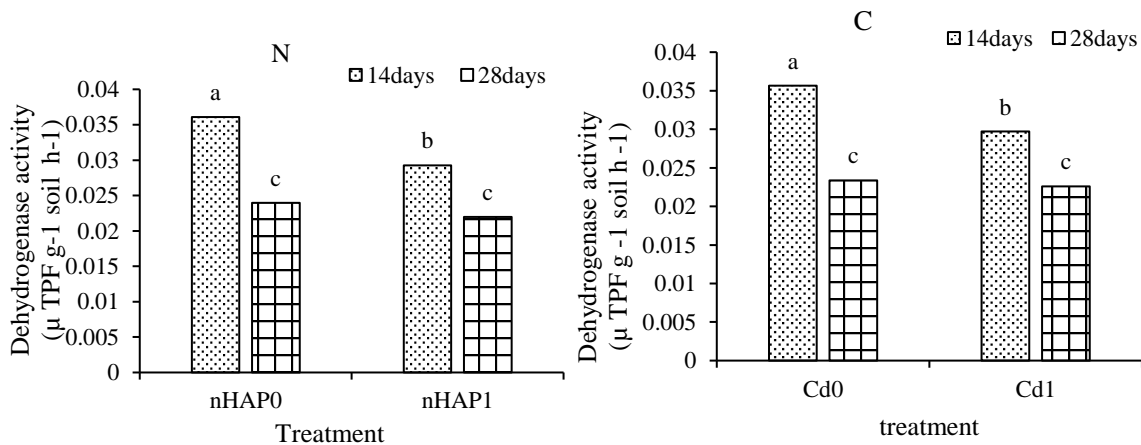 N
14days 28days
Dehydrogenase activity
(µ TPF g-1 soil h-1)
0.04
0.035
0.03
0.025
0.02
0.015
0.01
0.005
0
a
c
b
c
nHAP0 nHAP1
Treatment
C
14days 28days
Dehydrogenase activity
(µ TPF g -1 soil h -1)
0.04
0.035
0.03
0.025
0.02
0.015
0.01
0.005
0
a
c
b
c
Cd0 Cd1
treatment